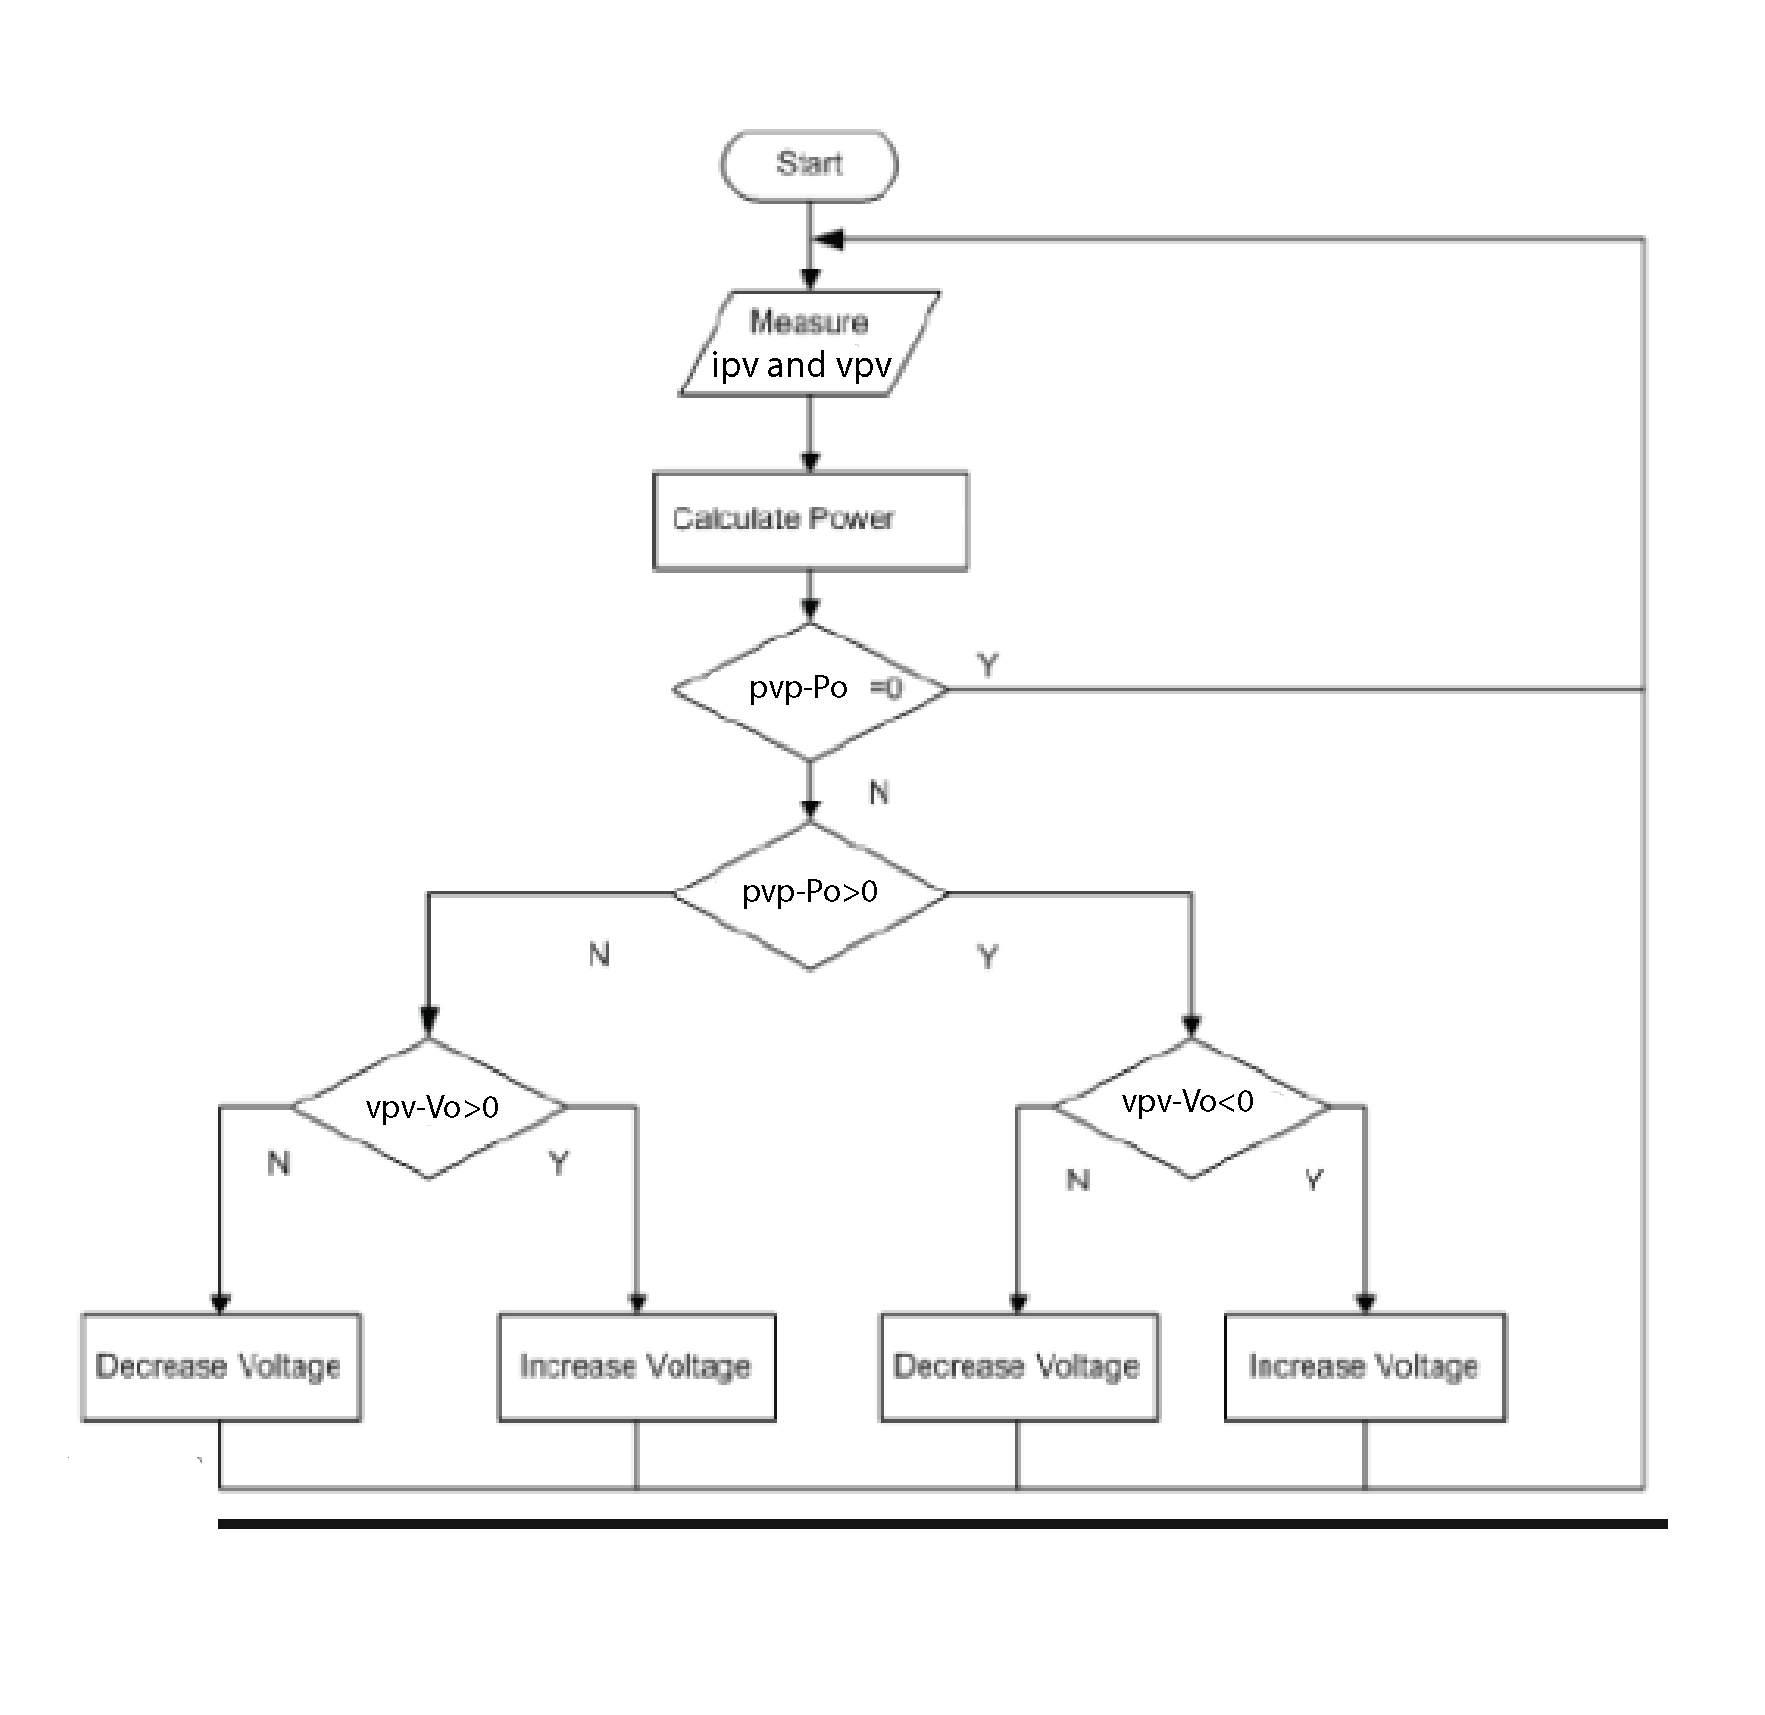 Start
Measure
ipv and vpv
Calculate Power
pvp-Po =0
Y
N
pvp-Po>0
N
Y
vpv-Vo>0
vpv-Vo<0
N
Y
N
Y
Decrease Voltage
Increase Voltage
Decrease Voltage
Increase Voltage